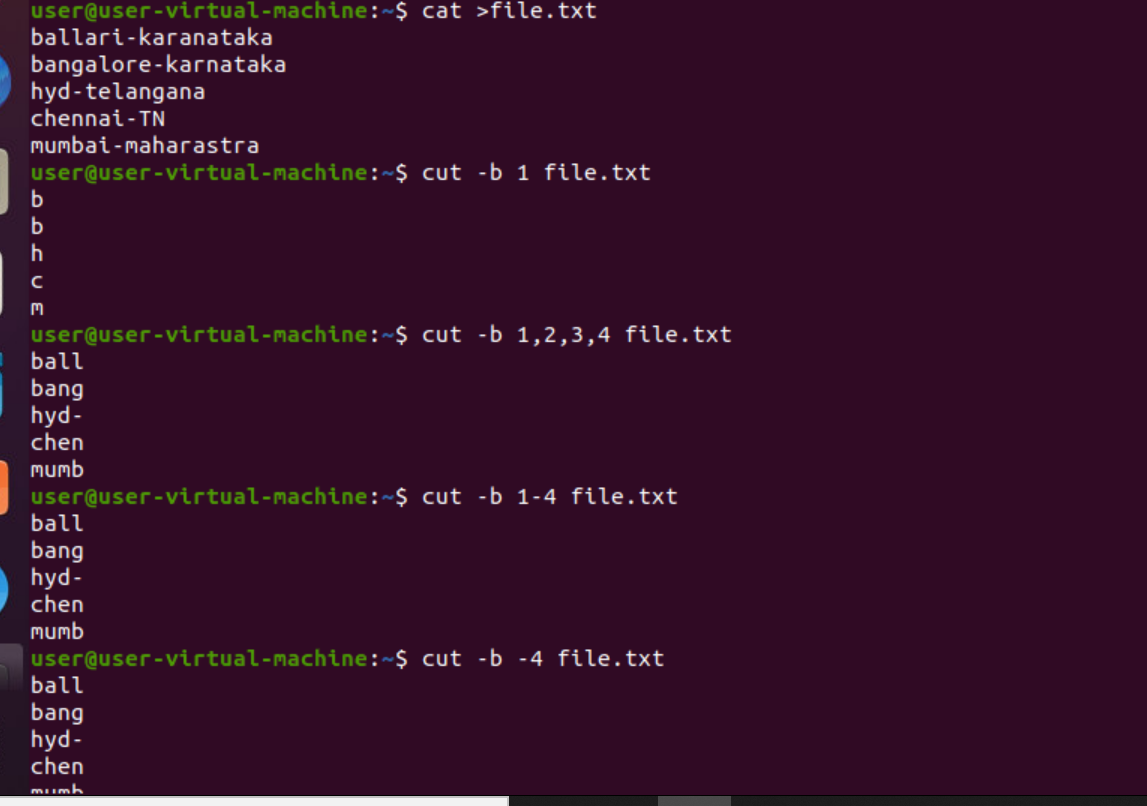 user@user-virtual-machine:~$ cat >file.txt
ballari-karanataka
bangalore-karnataka
hyd-telangana
chennai-TN
mumbai-maharastra
user@user-virtual-machine:~$ cut -b 1 file.txt
b
b
h
c
m
user@user-virtual-machine:~$ cut -b 1,2,3,4 file.txt
ball
bang
hyd-
chen
mumb
user@user-virtual-machine:~$ cut -b 1-4 file.txt
ball
bang
hyd-
chen
mumb
user@user-virtual-machine:~$ cut -b -4 file.txt
ball
bang
hyd-
chen
mumb